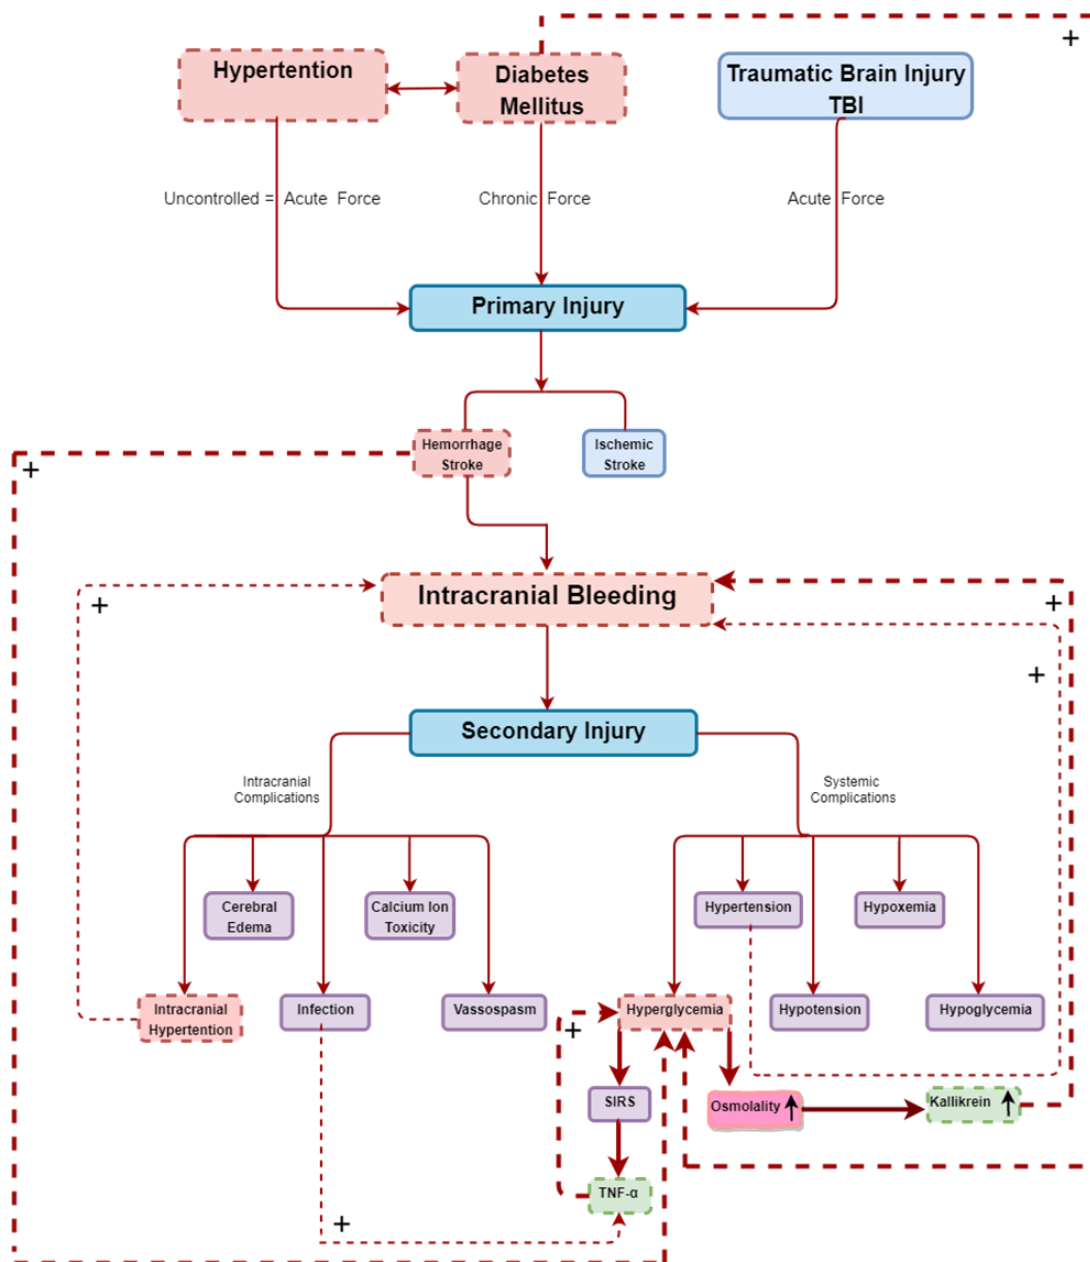 +
Hypertention
Diabetes
Mellitus
Traumatic Brain Injury
TBI
Uncontrolled = Acute Force
Chronic Force
Acute Force
Primary Injury
Hemorrhage
Stroke
Ischemic
Stroke
+
Intracranial Bleeding
+
+
+
Secondary Injury
Intracranial
Complications
Systemic
Complications
Cerebral
Edema
Calcium Ion
Toxicity
Hypertension
Hypoxemia
Intracranial
Hypertention
Infection
Vassospasm
Hyperglycemia
Hypotension
Hypoglycemia
+
SIRS
Osmolality
Kallikrein
TNF-α
+